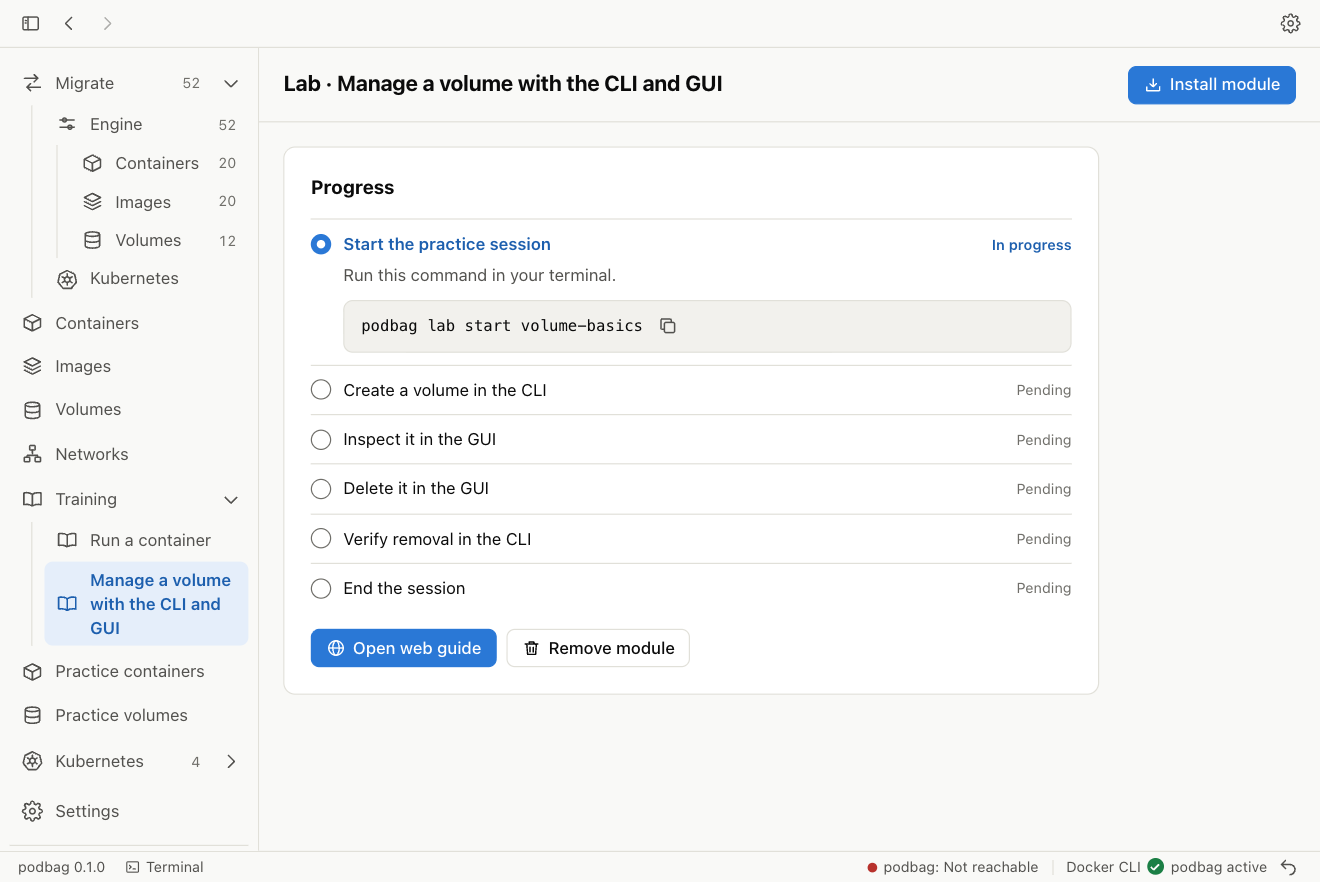 Migrate 52
Engine 52
Containers 20
Images 20
Volumes 12
Kubernetes
Containers
Images
Volumes
Networks
Training
Run a container
Manage a volume
with the CLI and
GUI
Practice containers
Practice volumes
Kubernetes 4
Settings
Lab · Manage a volume with the CLI and GUI
Install module
Progress
Start the practice session In progress
Run this command in your terminal.
podbag lab start volume-basics
Create a volume in the CLI Pending
Inspect it in the GUI Pending
Delete it in the GUI Pending
Verify removal in the CLI Pending
End the session Pending
Open web guide Remove module
podbag 0.1.0 Terminal podbag: Not reachable Docker CLI podbag active